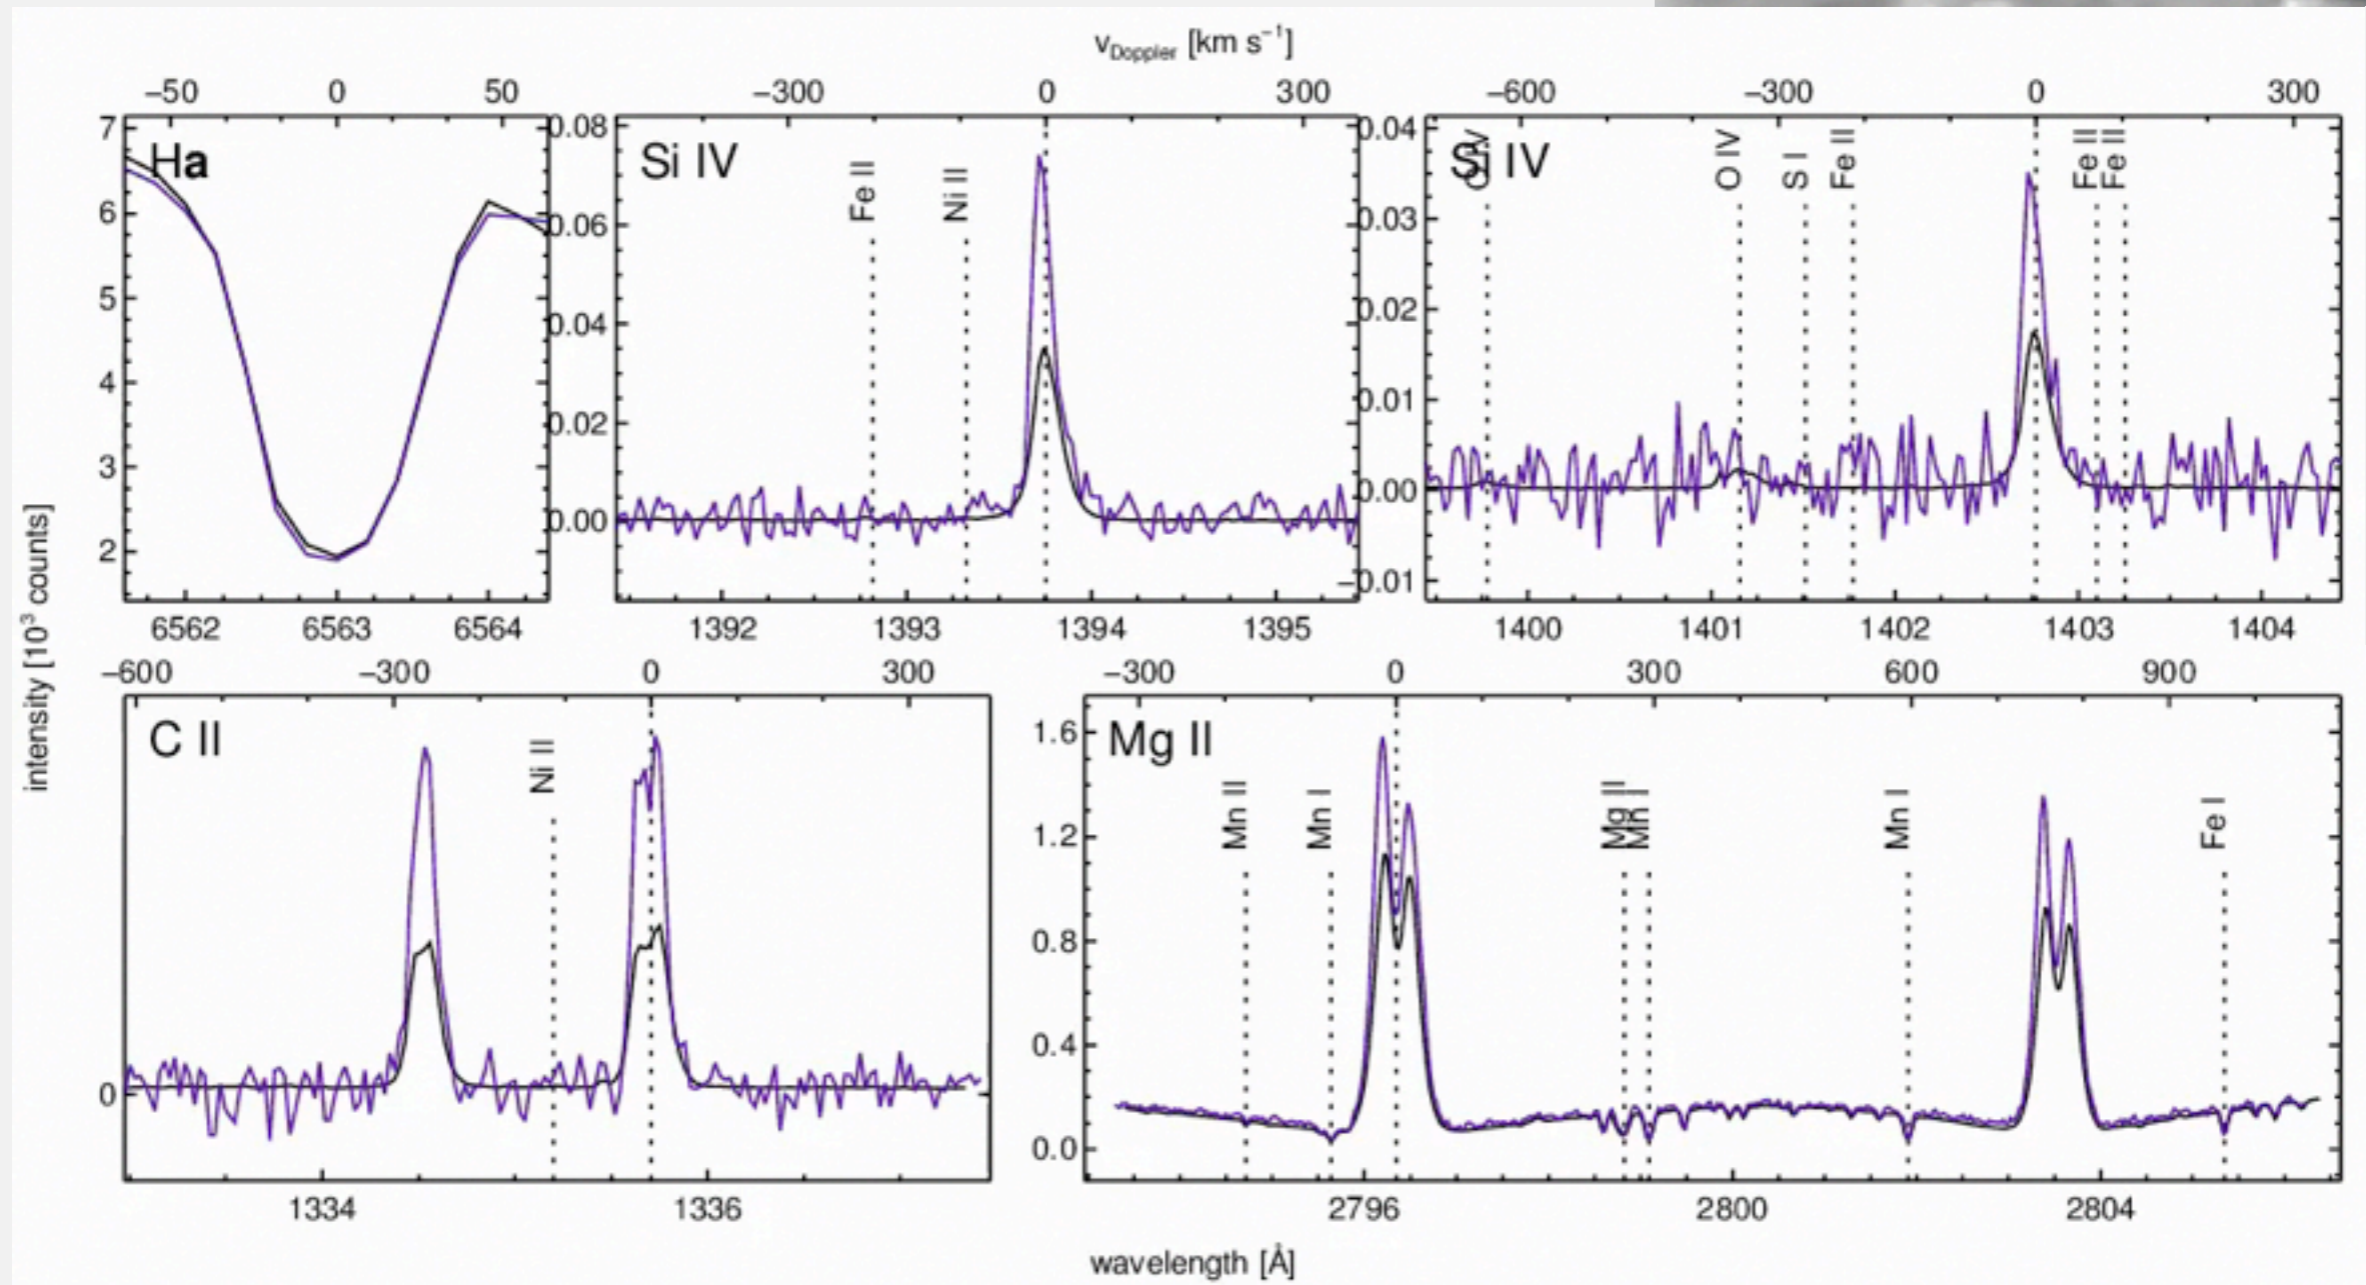 vDoppler [km s−1]
−50 0 50 −300 0 300 −600 −300 0 300
Ha
7
6
5
4
3
2
6562 6563 6564
Si IV
Fe II
Ni II
0.08
0.06
0.04
0.02
0.00
1392 1393 1394 1395
Si IV
O IV
O IV
S I
Fe II
Fe II
Fe II
0.04
0.03
0.02
0.01
0.00
−0.01
1400 1401 1402 1403 1404
intensity [10³ counts]
−600 −300 0 300 −300 0 300 600 900
C II
Ni II
0
1334 1336
Mg II
Mn II
Mn I
Mg II
Mn I
Mn I
Fe I
1.6
1.2
0.8
0.4
0.0
2796 2800 2804
wavelength [Å]